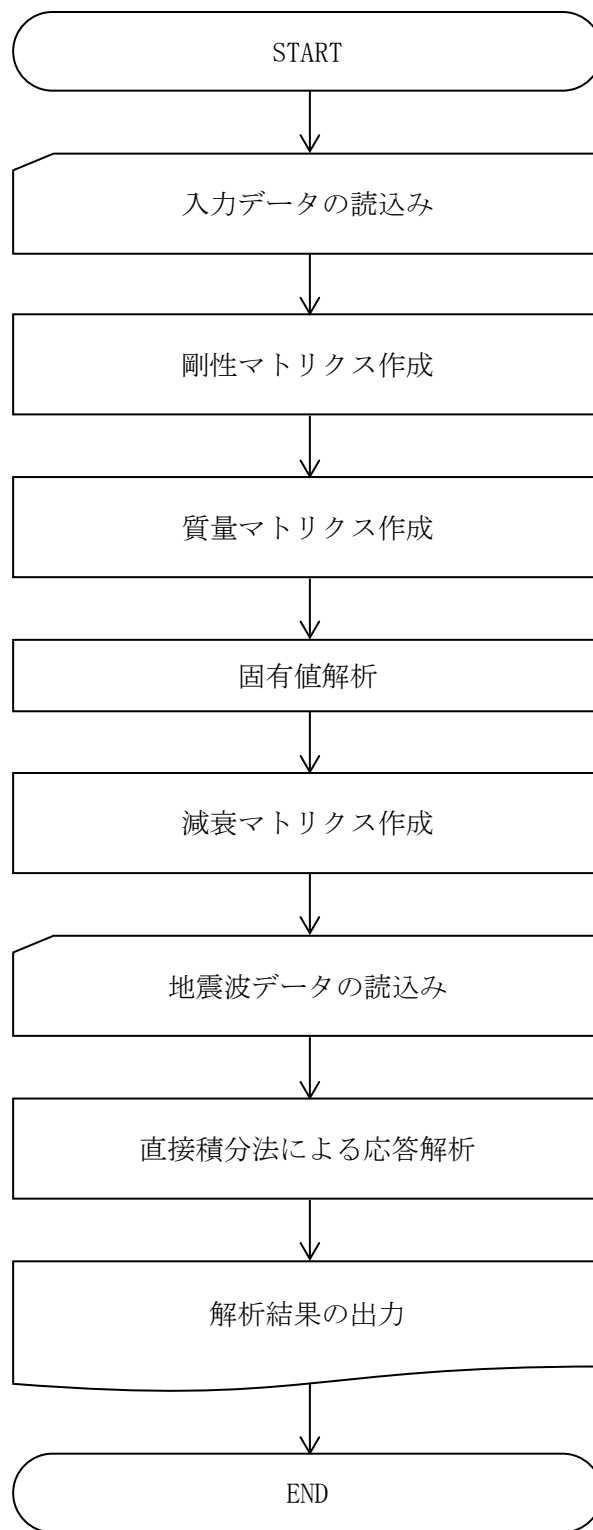 START
入力データの読込み
剛性マトリクス作成
質量マトリクス作成
固有値解析
減衰マトリクス作成
地震波データの読込み
直接積分法による応答解析
解析結果の出力
END